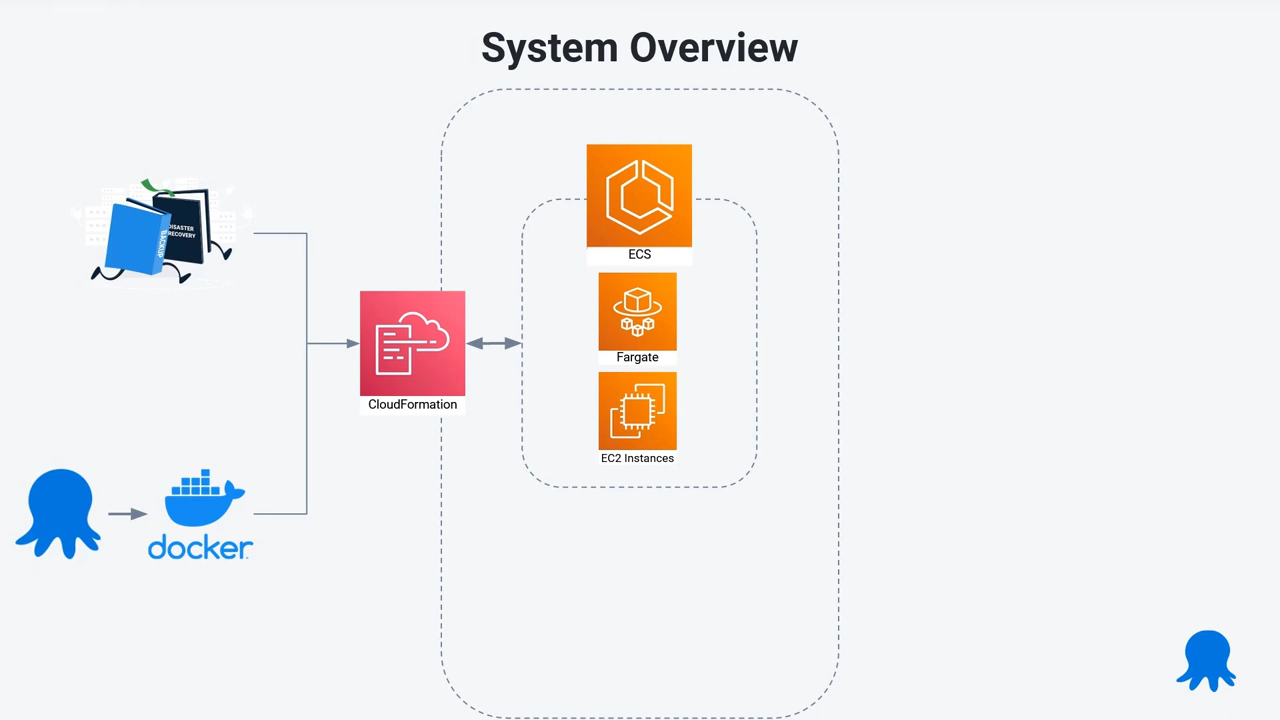 System Overview
DISASTER
RECOVERY
BACKUP
ECS
Fargate
CloudFormation
EC2 Instances
docker